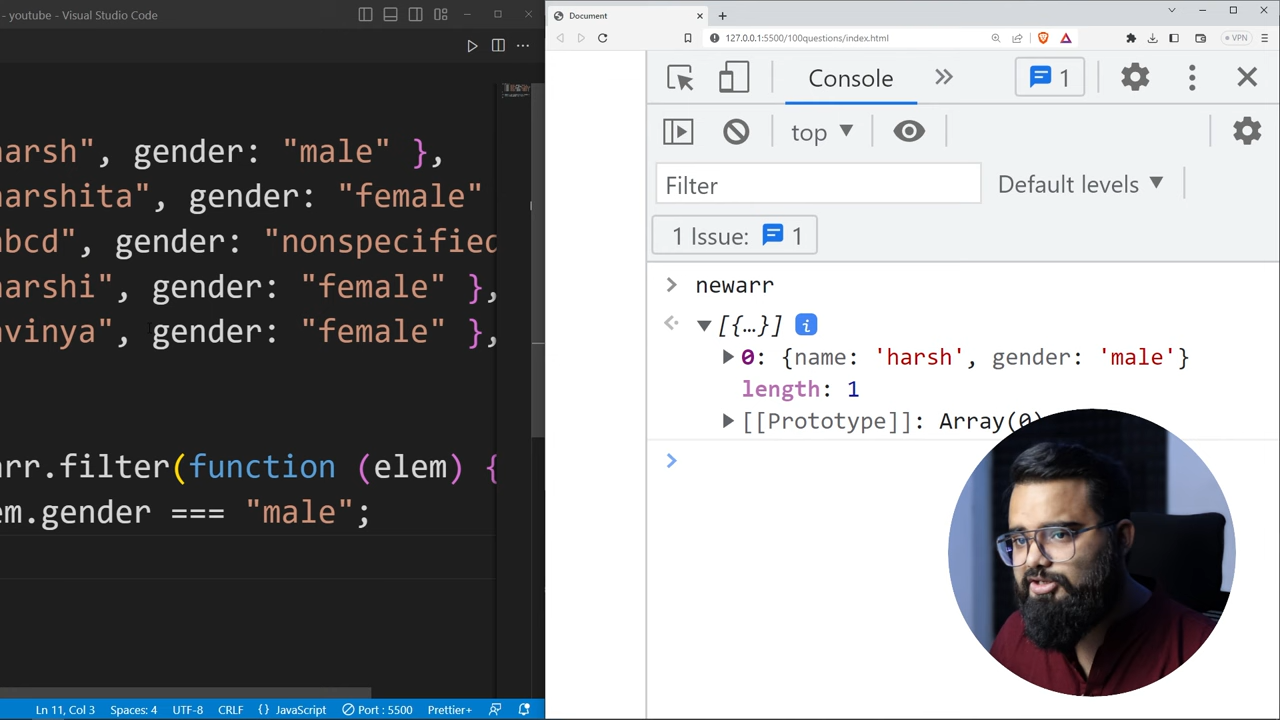 - youtube - Visual Studio Code
arsh", gender: "male" },
arshita", gender: "female"
bcd", gender: "nonspecified
arshi", gender: "female" },
avinya", gender: "female" },
rr.filter(function (elem) {
em.gender === "male";
Ln 11, Col 3 Spaces: 4 UTF-8 CRLF {} JavaScript Port : 5500 Prettier+
Document
127.0.0.1:5500/100questions/index.html
VPN
Console
1
top
Filter
Default levels
1 Issue: 1
newarr
[{…}]
0: {name: 'harsh', gender: 'male'}
length: 1
[[Prototype]]: Array(0)